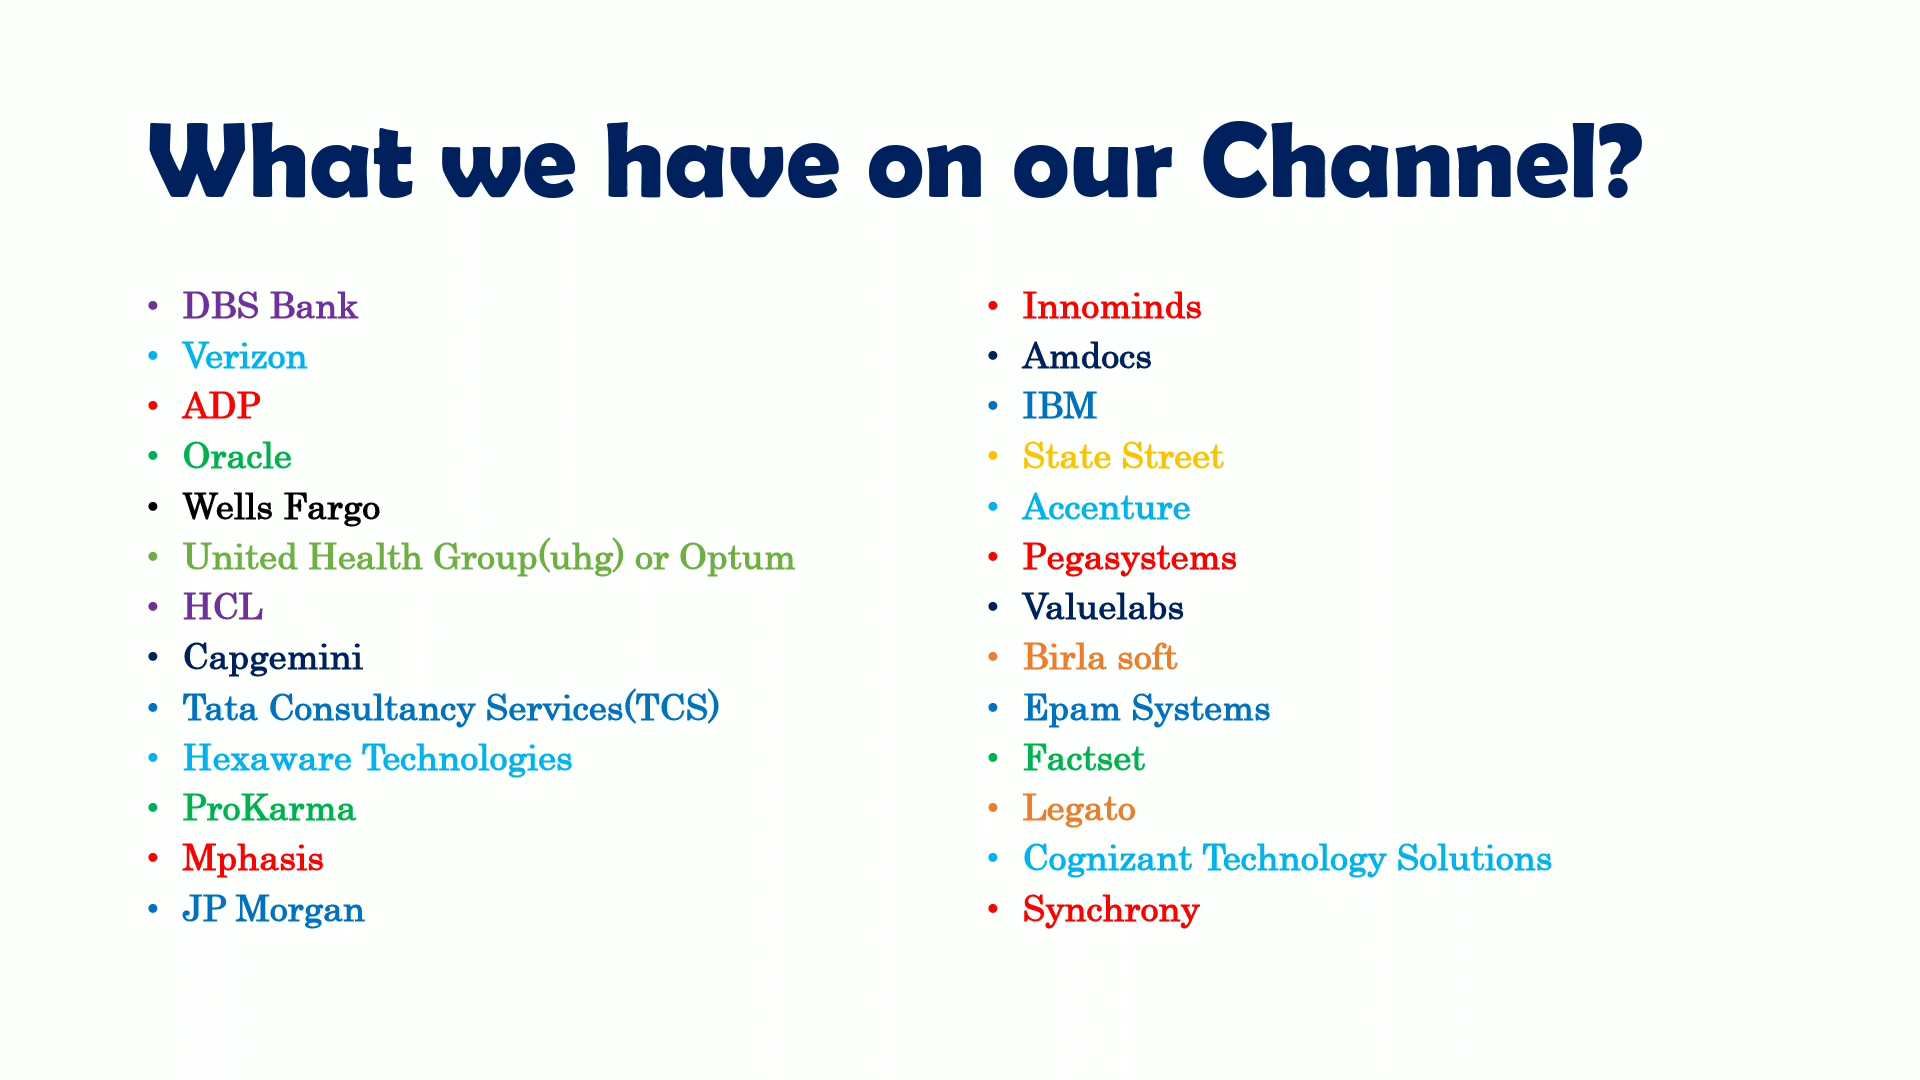 What we have on our Channel?
• DBS Bank
• Verizon
• ADP
• Oracle
• Wells Fargo
• United Health Group(uhg) or Optum
• HCL
• Capgemini
• Tata Consultancy Services(TCS)
• Hexaware Technologies
• ProKarma
• Mphasis
• JP Morgan
• Innominds
• Amdocs
• IBM
• State Street
• Accenture
• Pegasystems
• Valuelabs
• Birla soft
• Epam Systems
• Factset
• Legato
• Cognizant Technology Solutions
• Synchrony